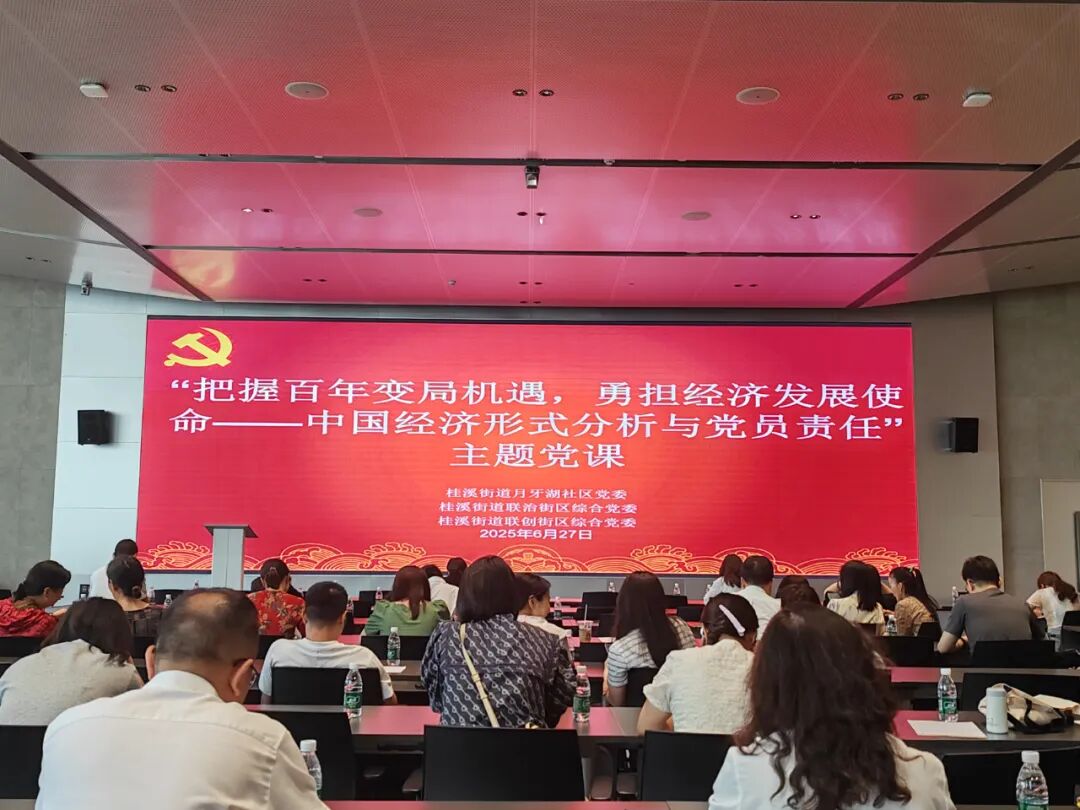 “把握百年变局机遇，勇担经济发展使
命——中国经济形式分析与党员责任”
主题党课
桂溪街道月牙湖社区党委
桂溪街道联治街区综合党委
桂溪街道联创街区综合党委
2025年6月27日